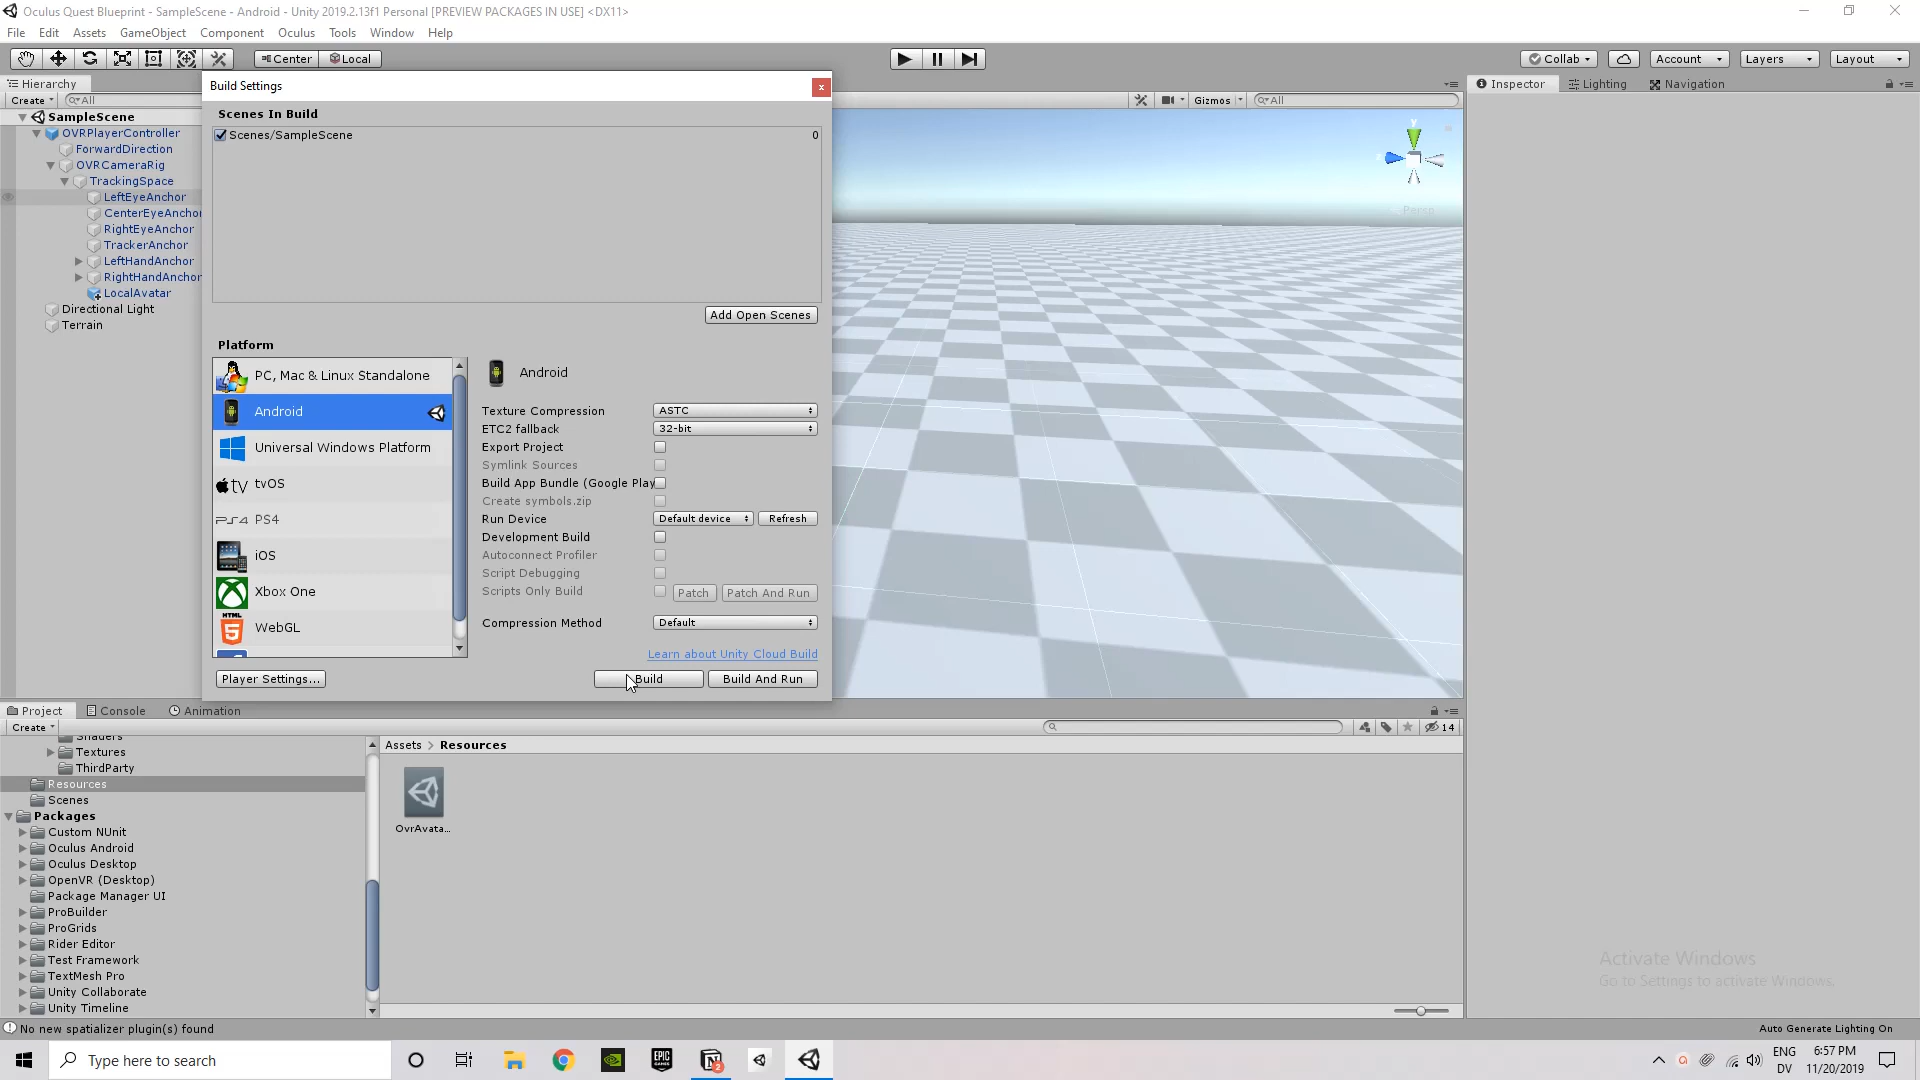 Oculus Quest Blueprint - SampleScene - Android - Unity 2019.2.13f1 Personal [PREVIEW PACKAGES IN USE] <DX11>
File Edit Assets GameObject Component Oculus Tools Window Help
Center Local Collab Account Layers Layout
Hierarchy
Create All
SampleScene
OVRPlayerController
ForwardDirection
OVRCameraRig
TrackingSpace
LeftEyeAnchor
CenterEyeAnchor
RightEyeAnchor
TrackerAnchor
LeftHandAnchor
RightHandAnchor
LocalAvatar
Directional Light
Terrain
Build Settings
x
Scenes In Build
Scenes/SampleScene 0
Add Open Scenes
Platform
PC, Mac & Linux Standalone
Android
Universal Windows Platform
tv tvOS
PS4 PS4
iOS
Xbox One
HTML 5 WebGL
Player Settings...
Android
Texture Compression ASTC
ETC2 fallback 32-bit
Export Project
Symlink Sources
Build App Bundle (Google Play
Create symbols.zip
Run Device Default device Refresh
Development Build
Autoconnect Profiler
Script Debugging
Scripts Only Build Patch Patch And Run
Compression Method Default
Learn about Unity Cloud Build
Build Build And Run
Gizmos All
y
Persp
Inspector Lighting Navigation
Project Console Animation
Create
14
Shaders
Textures
ThirdParty
Resources
Scenes
Packages
Custom NUnit
Oculus Android
Oculus Desktop
OpenVR (Desktop)
Package Manager UI
ProBuilder
ProGrids
Rider Editor
Test Framework
TextMesh Pro
Unity Collaborate
Unity Timeline
Assets > Resources
OvrAvata...
Activate Windows
Go to Settings to activate Windows.
No new spatializer plugin(s) found
Auto Generate Lighting On
Type here to search
EPIC GAMES
2
ENG
DV
6:57 PM
11/20/2019